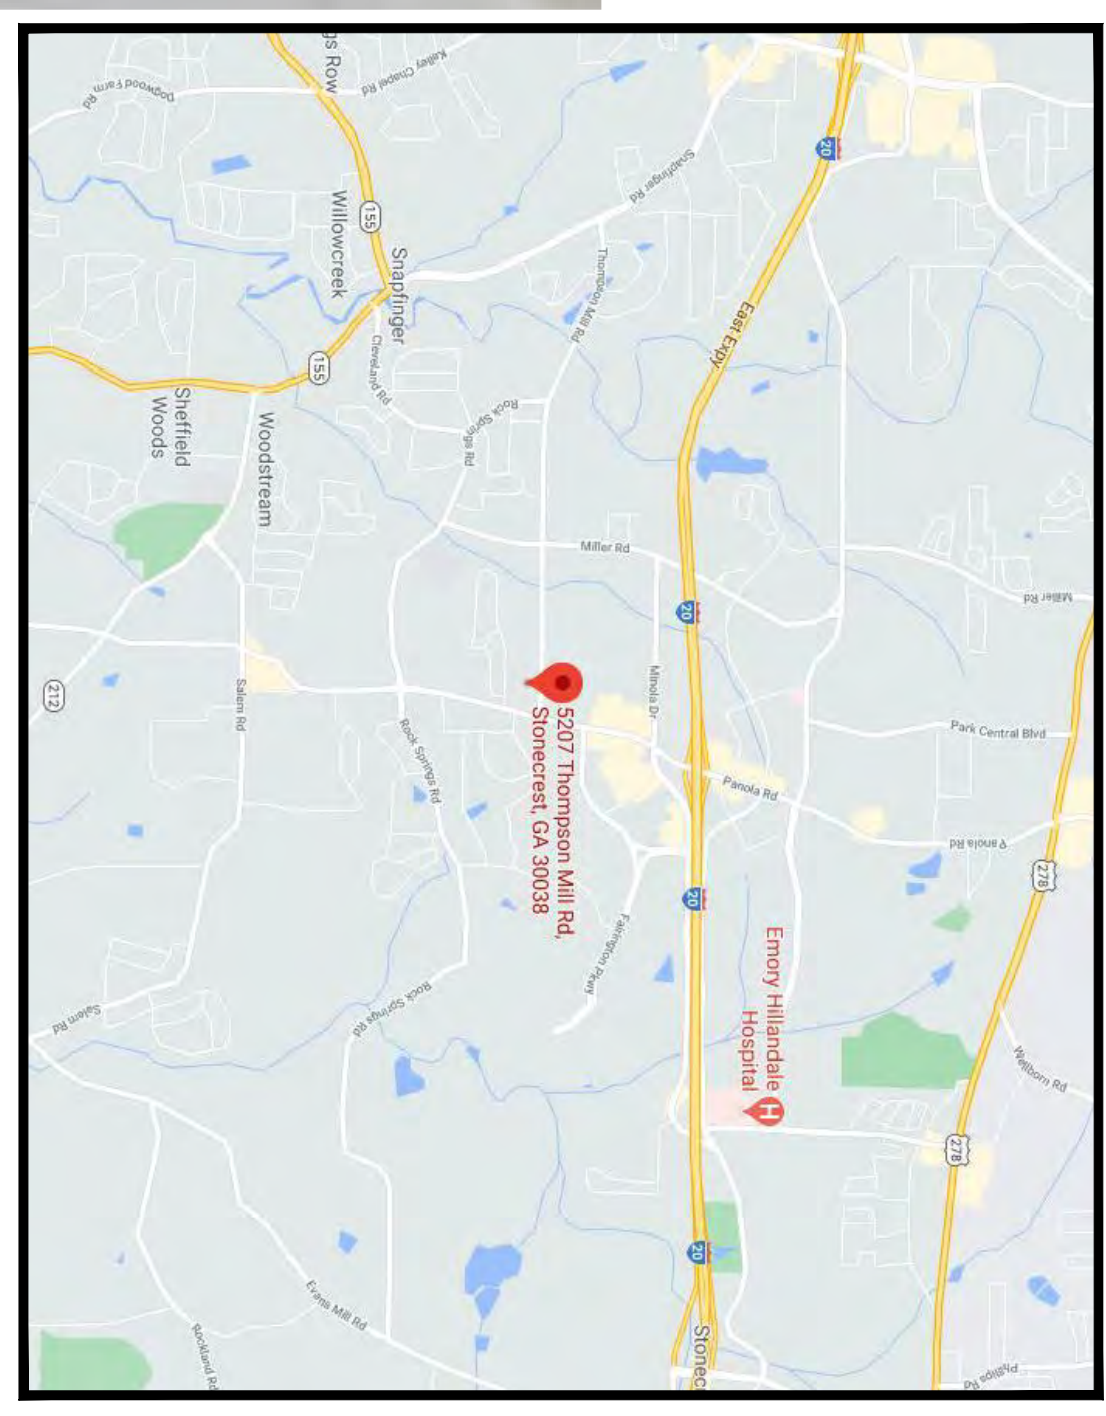 Miller Rd
Wellborn Rd
278
Park Central Blvd
Phillips Rd
Panola Rd
278
20
Emory Hillandale
Hospital
Panola Rd
East Expy
Stonec
20
20
20
Snapfinger Rd
Minola Dr
Miller Rd
Fairington Pkwy
Thompson Mill Rd
5207 Thompson Mill Rd,
Stonecrest, GA 30038
Rock Springs Rd
Rock Springs Rd
Rock Springs Rd
Kelley Chapel Rd
Snapfinger
Cleveland Rd
155
Willowcreek
gs Row
Evans Mill Rd
155
Woodstream
Salem Rd
Rockland Rd
Sheffield
Woods
Dogwood Farm Rd
Salem Rd
212